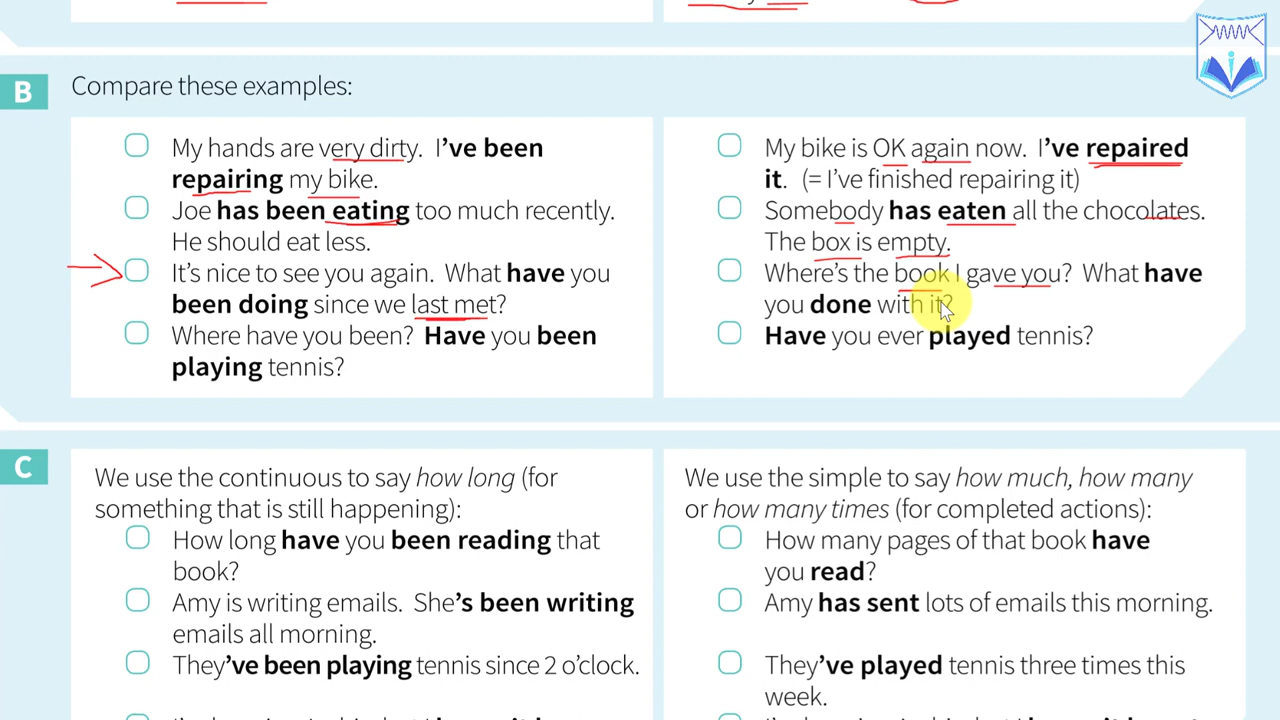 B
Compare these examples:
My hands are very dirty. I've been
repairing my bike.
Joe has been eating too much recently.
He should eat less.
It's nice to see you again. What have you
been doing since we last met?
Where have you been? Have you been
playing tennis?
My bike is OK again now. I've repaired
it. (= I've finished repairing it)
Somebody has eaten all the chocolates.
The box is empty.
Where's the book I gave you? What have
you done with it?
Have you ever played tennis?
C
We use the continuous to say how long (for
something that is still happening):
How long have you been reading that
book?
Amy is writing emails. She's been writing
emails all morning.
They've been playing tennis since 2 o'clock.
We use the simple to say how much, how many
or how many times (for completed actions):
How many pages of that book have
you read?
Amy has sent lots of emails this morning.
They've played tennis three times this
week.